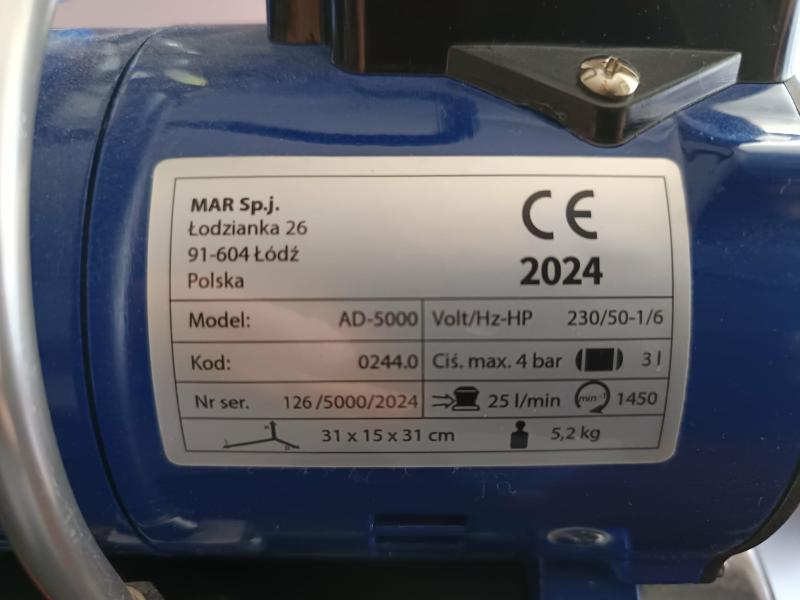 MAR Sp.j.
Łodzianka 26
91-604 Łódź
Polska
CE
2024
Model: AD-5000
Volt/Hz-HP 230/50-1/6
Kod: 0244.0
Ciś. max. 4 bar 3 l
Nr ser. 126/5000/2024
25 l/min min⁻¹ 1450
31 x 15 x 31 cm
5,2 kg